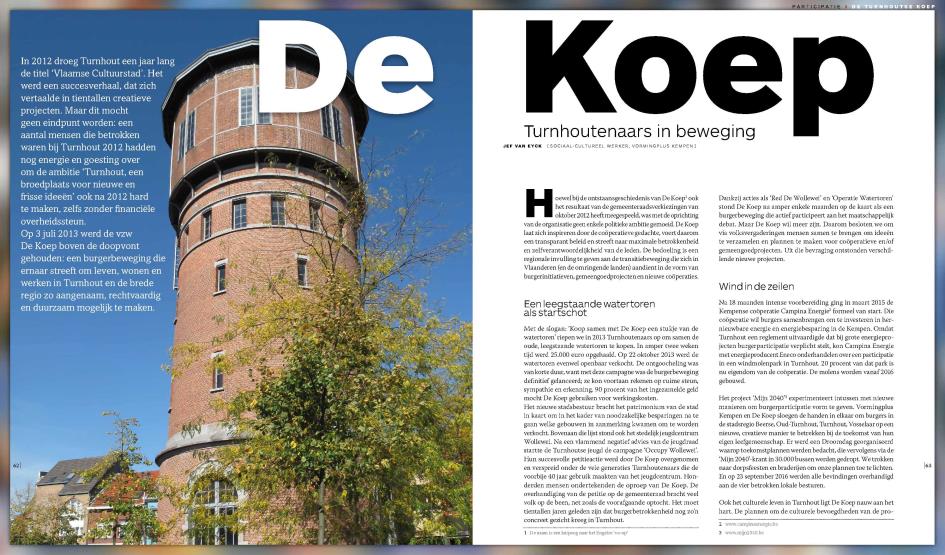 PARTICIPATIE | DE TURNHOUTSE KOEP
De Koep
In 2012 droeg Turnhout een jaar lang
de titel ‘Vlaamse Cultuurstad’. Het
werd een succesverhaal, dat zich
vertaalde in tientallen creatieve
projecten. Maar dit mocht
geen eindpunt worden: een
aantal mensen die betrokken
waren bij Turnhout 2012 hadden
nog energie en goesting over
om de ambitie ‘Turnhout, een
broedplaats voor nieuwe en
frisse ideeën’ ook na 2012 hard
te maken, zelfs zonder financiële
overheidssteun.
Op 3 juli 2013 werd de vzw
De Koep boven de doopvont
gehouden: een burgerbeweging die
ernaar streeft om leven, wonen en
werken in Turnhout en de brede
regio zo aangenaam, rechtvaardig
en duurzaam mogelijk te maken.
62|
Turnhoutenaars in beweging
JEF VAN EYCK [SOCIAAL-CULTUREEL WERKER, VORMINGPLUS KEMPEN]
Hoewel bij de ontstaansgeschiedenis van De Koep¹ ook
het resultaat van de gemeenteraadsverkiezingen van
oktober 2012 heeft meegespeeld, was met de oprichting
van de organisatie geen enkele politieke ambitie gemoeid. De Koep
laat zich inspireren door de coöperatieve gedachte, voert daarom
een transparant beleid en streeft naar maximale betrokkenheid
en zelfverantwoordelijkheid van de leden. De bedoeling is een
regionale invulling te geven aan de transitiebeweging die zich in
Vlaanderen (en de omringende landen) aandient in de vorm van
burgerinitiatieven, gemeengoedprojecten en nieuwe coöperaties.
Een leegstaande watertoren
als startschot
Met de slogan: ‘Koop samen met De Koep een stukje van de
watertoren’ riepen we in 2013 Turnhoutenaars op om samen de
oude, leegstaande watertoren te kopen. In amper twee weken
tijd werd 25.000 euro opgehaald. Op 22 oktober 2013 werd de
watertoren evenwel openbaar verkocht. De ontgoocheling was
van korte duur, want met deze campagne was de burgerbeweging
definitief gelanceerd; ze kon voortaan rekenen op ruime steun,
sympathie en erkenning. 90 procent van het ingezamelde geld
mocht De Koep gebruiken voor werkingskosten.
Het nieuwe stadsbestuur bracht het patrimonium van de stad
in kaart om in het kader van noodzakelijke besparingen na te
gaan welke gebouwen in aanmerking kwamen om te worden
verkocht. Bovenaan die lijst stond ook het stedelijk jeugdcentrum
Wollewei. Na een vlammend negatief advies van de jeugdraad
startte de Turnhoutse jeugd de campagne ‘Occupy Wollewei’.
Hun succesvolle petitieactie werd door De Koep overgenomen
en verspreid onder de vele generaties Turnhoutenaars die de
voorbije 40 jaar gebruik maakten van het jeugdcentrum. Hon-
derden mensen ondertekenden de oproep van De Koep. De
overhandiging van de petitie op de gemeenteraad bracht veel
volk op de been, net zoals de voorafgaande optocht. Het moet
tientallen jaren geleden zijn dat burgerbetrokkenheid nog zo’n
concreet gezicht kreeg in Turnhout.
1 De naam is een knipoog naar het Engelse ‘co-op’
Dankzij acties als ‘Red De Wollewei’ en ‘Operatie Watertoren’
stond De Koep na amper enkele maanden op de kaart als een
burgerbeweging die actief participeert aan het maatschappelijk
debat. Maar De Koep wil meer zijn. Daarom besloten we om
via volksvergaderingen mensen samen te brengen om ideeën
te verzamelen en plannen te maken voor coöperatieve en/of
gemeengoedprojecten. Uit die bevraging ontstonden verschil-
lende nieuwe projecten.
Wind in de zeilen
Na 18 maanden intense voorbereiding ging in maart 2015 de
Kempense coöperatie Campina Energie² formeel van start. Die
coöperatie wil burgers samenbrengen om te investeren in her-
nieuwbare energie en energiebesparing in de Kempen. Omdat
Turnhout een reglement uitvaardigde dat bij grote energiepro-
jecten burgerparticipatie verplicht stelt, kon Campina Energie
met energieproducent Eneco onderhandelen over een participatie
in een windmolenpark in Turnhout. 20 procent van dat park is
nu eigendom van de coöperatie. De molens worden vanaf 2016
gebouwd.
Het project ‘Mijn 2040’³ experimenteert intussen met nieuwe
manieren om burgerparticipatie vorm te geven. Vormingplus
Kempen en De Koep sloegen de handen in elkaar om burgers in
de stadsregio Beerse, Oud-Turnhout, Turnhout, Vosselaar op een
nieuwe, creatieve manier te betrekken bij de toekomst van hun
eigen leefgemeenschap. Er werd een Droomdag georganiseerd
waarop toekomstplannen werden bedacht, die vervolgens via de
‘Mijn 2040’-krant in 30.000 bussen werden gedropt. We trokken
naar dorpsfeesten en braderijen om onze plannen toe te lichten.
En op 23 september 2016 werden alle bevindingen overhandigd
aan de vier betrokken lokale besturen.
Ook het culturele leven in Turnhout ligt De Koep nauw aan het
hart. De plannen om de culturele bevoegdheden van de pro-
2 www.campinaenergie.be
3 www.mijn2040.be
|63